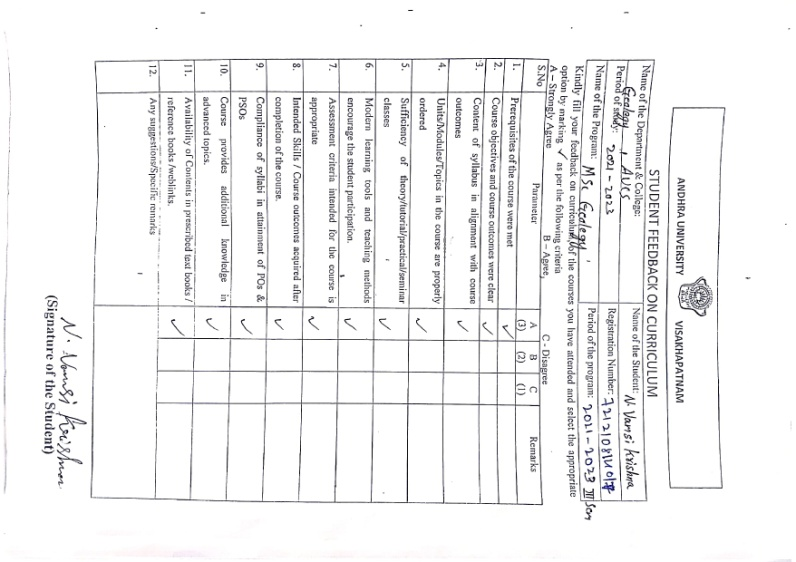 ANDHRA UNIVERSITY VISAKHAPATNAM
STUDENT FEEDBACK ON CURRICULUM
Name of the Department & College: Name of the Student: N. Vamsi Krishna
Geology, AUCS Registration Number:
Period of study: 2021-2023
Name of the Program: MSc Geology, Period of the program: 2021-2023 III Sem
Kindly fill your feedback on curriculum of the courses you have attended and select the appropriate
option by marking ✓ as per the following criteria
A – Strongly Agree B – Agree, C - Disagree
S.No Parameter A (3) B (2) C (1) Remarks
1. Prerequisites of the course were met ✓
2. Course objectives and course outcomes were clear ✓
3. Content of syllabus in alignment with course
outcomes ✓
4. Units/Modules/Topics in the course are properly
ordered ✓
5. Sufficiency of theory/tutorial/practical/seminar
classes ✓
6. Modern learning tools and teaching methods
encourage the student participation. ✓
7. Assessment criteria intended for the course is
appropriate ✓
8. Intended Skills / Course outcomes acquired after
completion of the course. ✓
9. Compliance of syllabi in attainment of POs &
PSOs ✓
10. Course provides additional knowledge in
advanced topics. ✓
11. Availability of Contents in prescribed text books /
reference books /weblinks. ✓
12. Any suggestions/Specific remarks
N. Vamsi Krishna
(Signature of the Student)